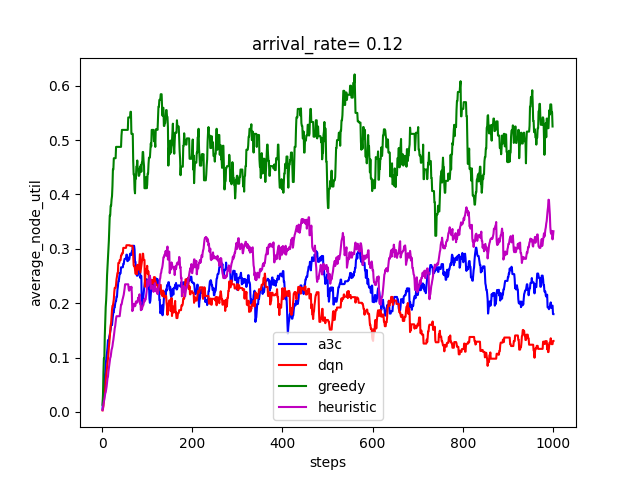 arrival_rate= 0.12
average_node_util
0.6
0.5
0.4
0.3
0.2
0.1
0.0
a3c
dqn
greedy
heuristic
0
200
400
600
800
1000
steps